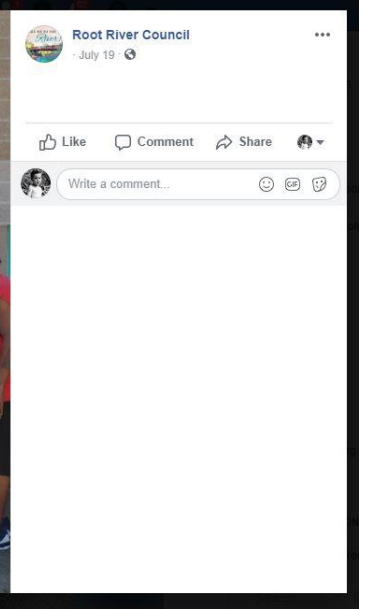 Root River Council
· July 19 ·
Like Comment Share
Write a comment...
GIF